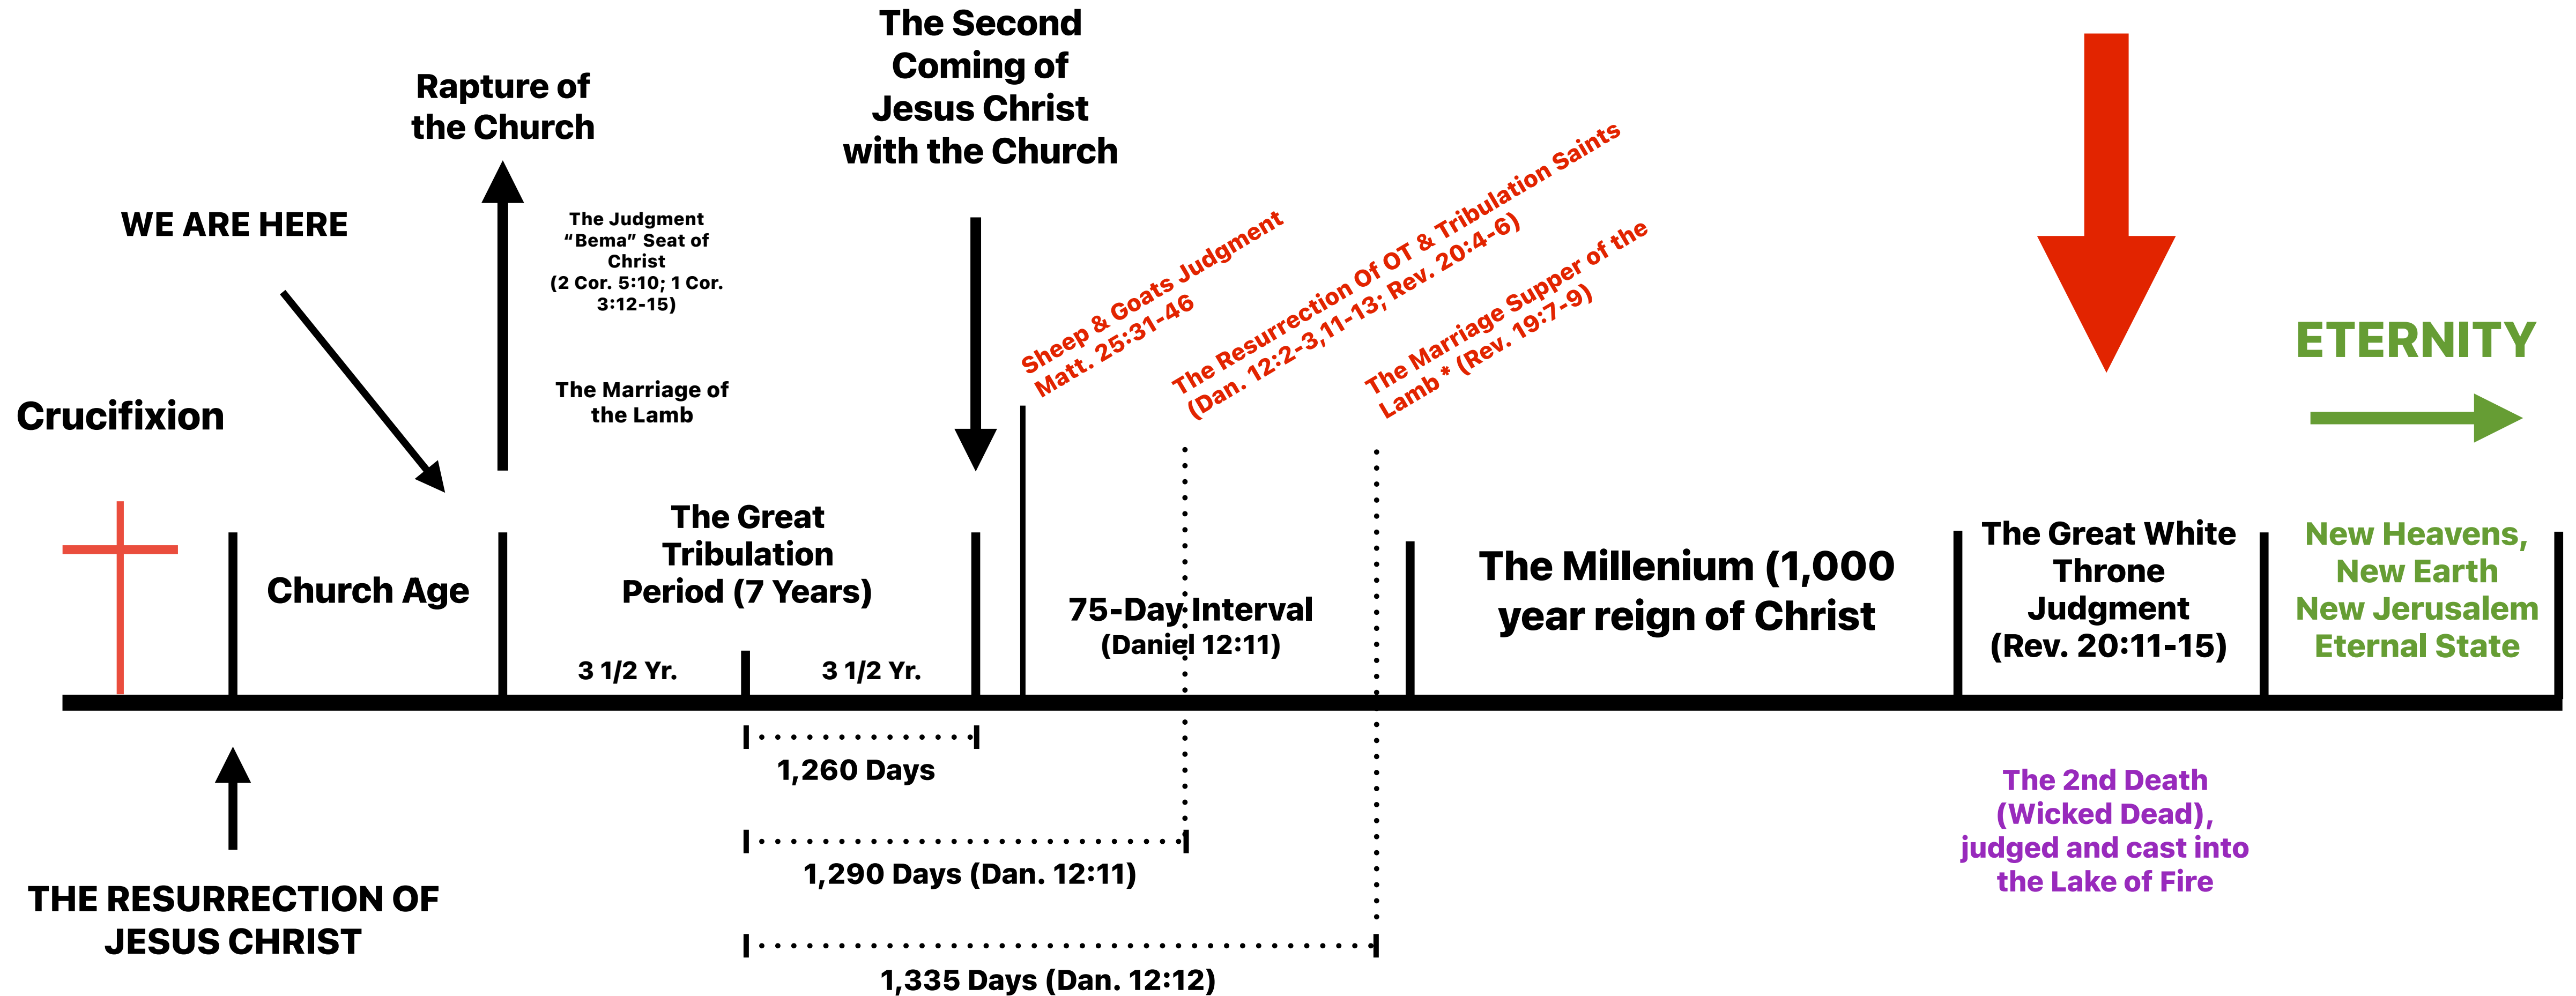 The Second
Coming of
Jesus Christ
with the Church
Rapture of
the Church
WE ARE HERE
The Judgment
“Bema” Seat of
Christ
(2 Cor. 5:10; 1 Cor.
3:12-15)
The Marriage of
the Lamb
Sheep & Goats Judgment
Matt. 25:31-46
The Resurrection Of OT & Tribulation Saints
(Dan. 12:2-3,11-13; Rev. 20:4-6)
The Marriage Supper of the
Lamb * (Rev. 19:7-9)
ETERNITY
Crucifixion
Church Age
The Great
Tribulation
Period (7 Years)
3 1/2 Yr.
3 1/2 Yr.
75-Day Interval
(Daniel 12:11)
The Millenium (1,000
year reign of Christ
The Great White
Throne
Judgment
(Rev. 20:11-15)
New Heavens,
New Earth
New Jerusalem
Eternal State
1,260 Days
1,290 Days (Dan. 12:11)
1,335 Days (Dan. 12:12)
THE RESURRECTION OF
JESUS CHRIST
The 2nd Death
(Wicked Dead),
judged and cast into
the Lake of Fire